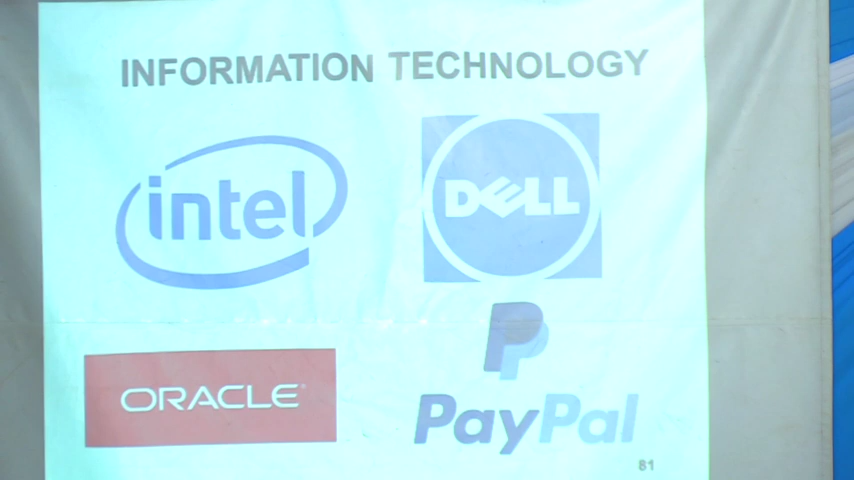 INFORMATION TECHNOLOGY
intel
DELL
ORACLE
P
PayPal
81